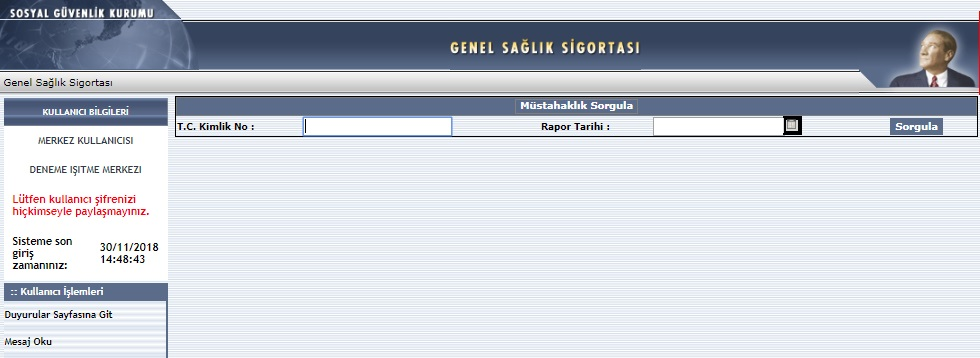 SOSYAL GÜVENLİK KURUMU
GENEL SAĞLIK SİGORTASI
Genel Sağlık Sigortası
KULLANICI BİLGİLERİ
MERKEZ KULLANICISI
DENEME IŞITME MERKEZI
Lütfen kullanıcı şifrenizi
hiçkimseyle paylaşmayınız.
Sisteme son
giriş
zamanınız:
30/11/2018
14:48:43
:: Kullanıcı İşlemleri
Duyurular Sayfasına Git
Mesaj Oku
Müstahaklık Sorgula
T.C. Kimlik No :
Rapor Tarihi :
Sorgula